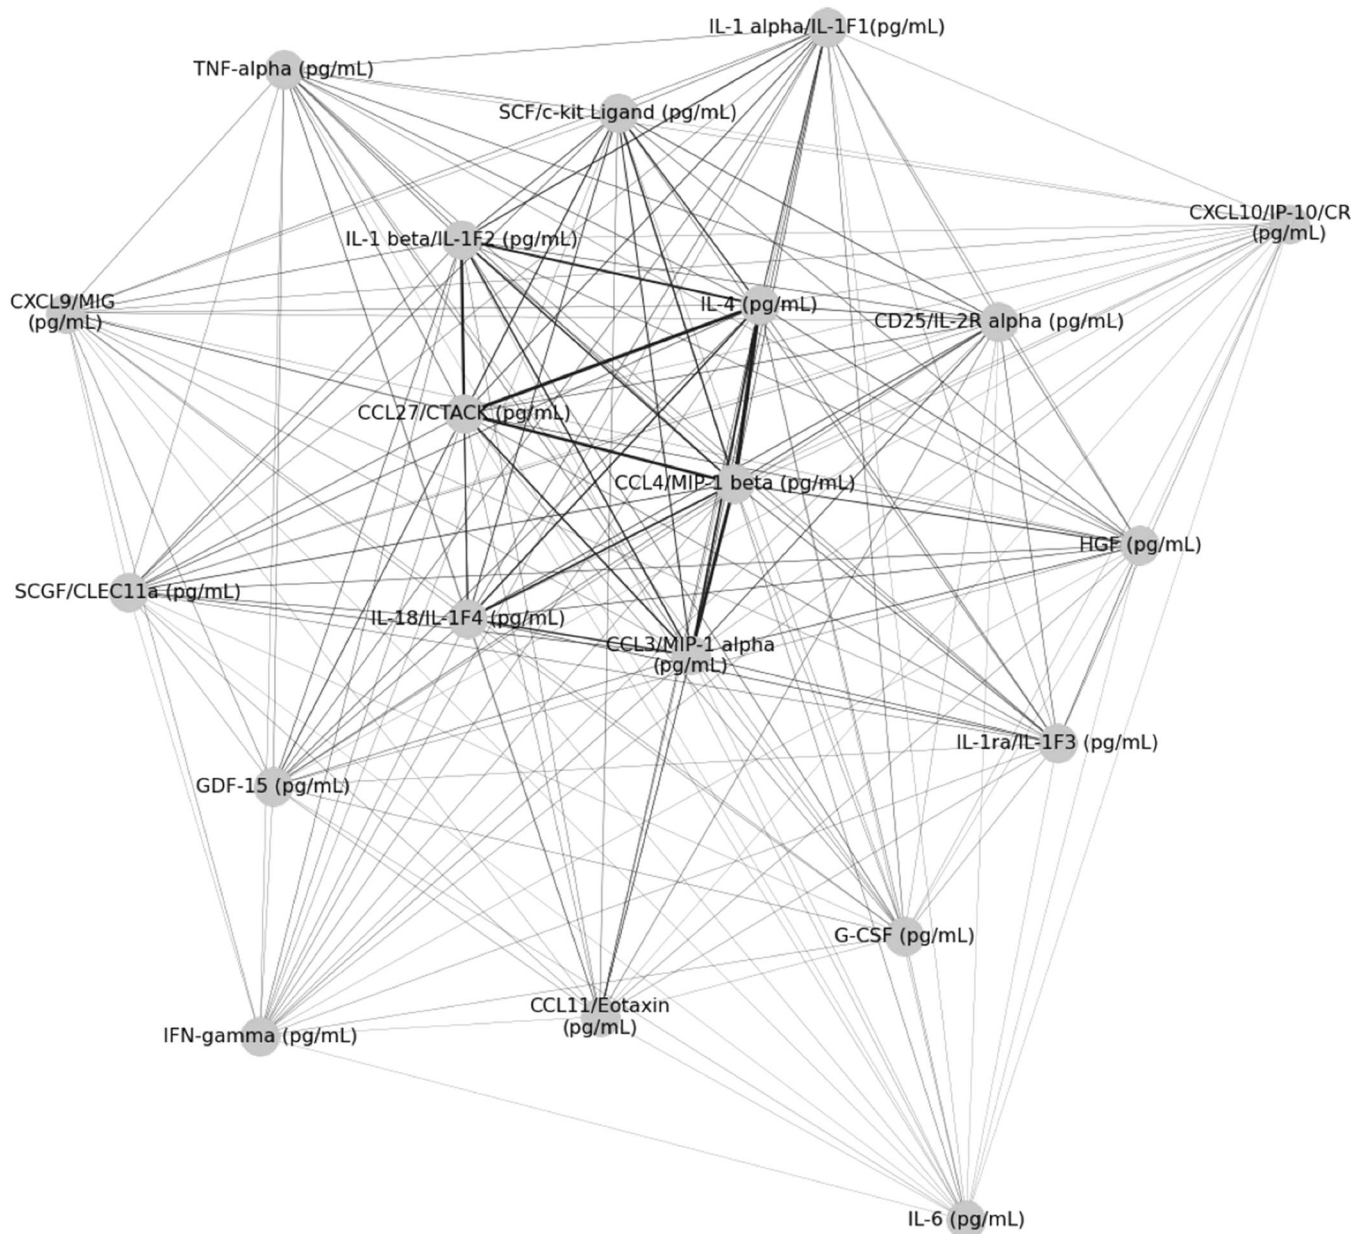 IL-1 alpha/IL-1F1(pg/mL)
TNF-alpha (pg/mL)
SCF/c-kit Ligand (pg/mL)
CXCL10/IP-10/CR
(pg/mL)
IL-1 beta/IL-1F2 (pg/mL)
CXCL9/MIG
(pg/mL)
IL-4 (pg/mL)
CD25/IL-2R alpha (pg/mL)
CCL27/CTACK (pg/mL)
CCL4/MIP-1 beta (pg/mL)
HGF (pg/mL)
SCGF/CLEC11a (pg/mL)
IL-18/IL-1F4 (pg/mL)
CCL3/MIP-1 alpha
(pg/mL)
IL-1ra/IL-1F3 (pg/mL)
GDF-15 (pg/mL)
G-CSF (pg/mL)
CCL11/Eotaxin
(pg/mL)
IFN-gamma (pg/mL)
IL-6 (pg/mL)